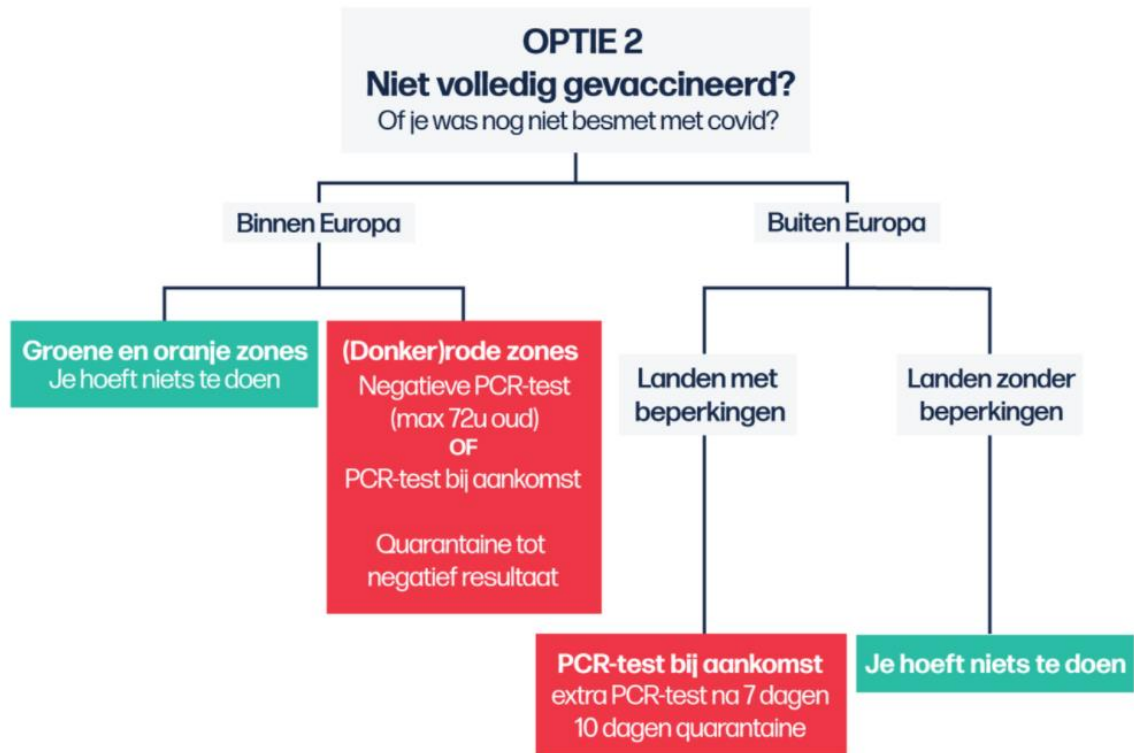 OPTIE 2
Niet volledig gevaccineerd?
Of je was nog niet besmet met covid?
Binnen Europa
Buiten Europa
Groene en oranje zones
Je hoeft niets te doen
(Donker)rode zones
Negatieve PCR-test
(max 72u oud)
OF
PCR-test bij aankomst
Quarantaine tot
negatief resultaat
Landen met
beperkingen
Landen zonder
beperkingen
PCR-test bij aankomst
extra PCR-test na 7 dagen
10 dagen quarantaine
Je hoeft niets te doen